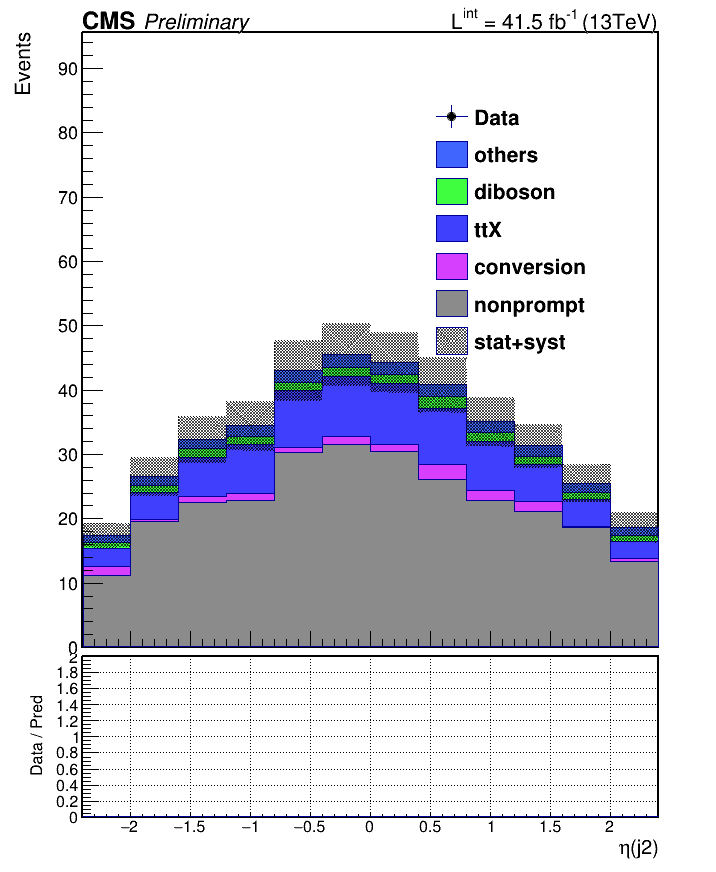 CMS Preliminary L^int = 41.5 fb^-1 (13TeV)
Events
90
80
70
60
50
40
30
20
10
0
Data
others
diboson
ttX
conversion
nonprompt
stat+syst
Data / Pred
2
1.8
1.6
1.4
1.2
1
0.8
0.6
0.4
0.2
0
−2 −1.5 −1 −0.5 0 0.5 1 1.5 2
η(j2)